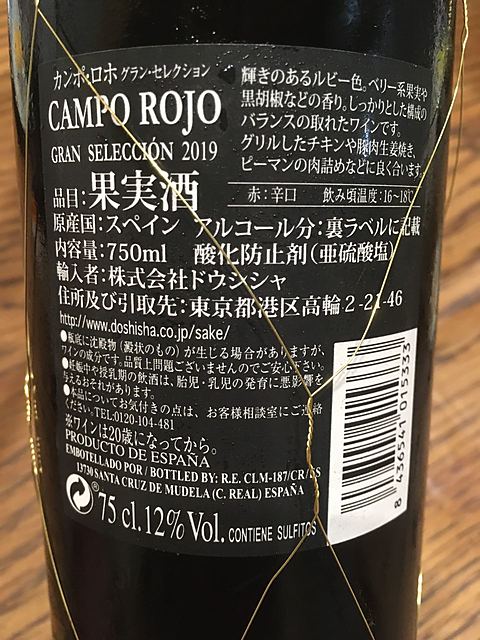 カンポ・ロホ グラン・セレクション
CAMPO ROJO
GRAN SELECCIÓN 2019
輝きのあるルビー色。ベリー系果実や
黒胡椒などの香り。しっかりとした構成の
バランスの取れたワインです。
グリルしたチキンや豚肉生姜焼き、
ピーマンの肉詰めなどに良く合います。
赤:辛口 飲み頃温度:16~18℃
品目:果実酒
原産国:スペイン アルコール分:裏ラベルに記載
内容量:750ml 酸化防止剤(亜硫酸塩)
輸入者:株式会社ドウシシャ
住所及び引取先:東京都港区高輪2-21-46
http://www.doshisha.co.jp/sake/
●瓶底に沈殿物(澱状のもの)が生じる場合がありますが、
ワインの成分です。品質上問題ございませんのでご安心下さい。
●妊娠中や授乳期の飲酒は、胎児・乳児の発育に悪影響を
与えるおそれがあります。
●本品についてお気付きの点は、お客様相談室にご連絡
ください。TEL:0120-104-481
※ワインは20歳になってから。
PRODUCTO DE ESPAÑA
EMBOTELLADO POR / BOTTLED BY: R.E. CLM-187/CR/SS
13730 SANTA CRUZ DE MUDELA (C. REAL) ESPAÑA
75 cl. 12% Vol. CONTIENE SULFITOS
8 436541 015333